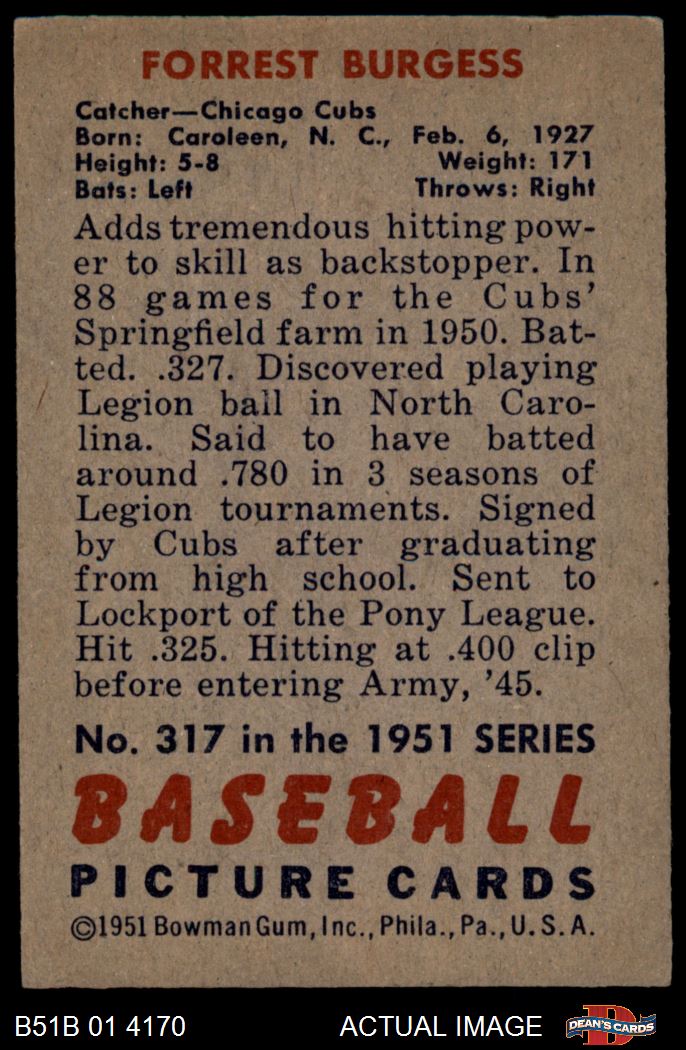 FORREST BURGESS
Catcher—Chicago Cubs
Born: Caroleen, N. C., Feb. 6, 1927
Height: 5-8 Weight: 171
Bats: Left Throws: Right
Adds tremendous hitting pow-
er to skill as backstopper. In
88 games for the Cubs'
Springfield farm in 1950. Bat-
ted. .327. Discovered playing
Legion ball in North Caro-
lina. Said to have batted
around .780 in 3 seasons of
Legion tournaments. Signed
by Cubs after graduating
from high school. Sent to
Lockport of the Pony League.
Hit .325. Hitting at .400 clip
before entering Army, '45.
No. 317 in the 1951 SERIES
BASEBALL
PICTURE CARDS
©1951 Bowman Gum, Inc., Phila., Pa., U.S.A.
B51B 01 4170 ACTUAL IMAGE D DEAN'S CARDS